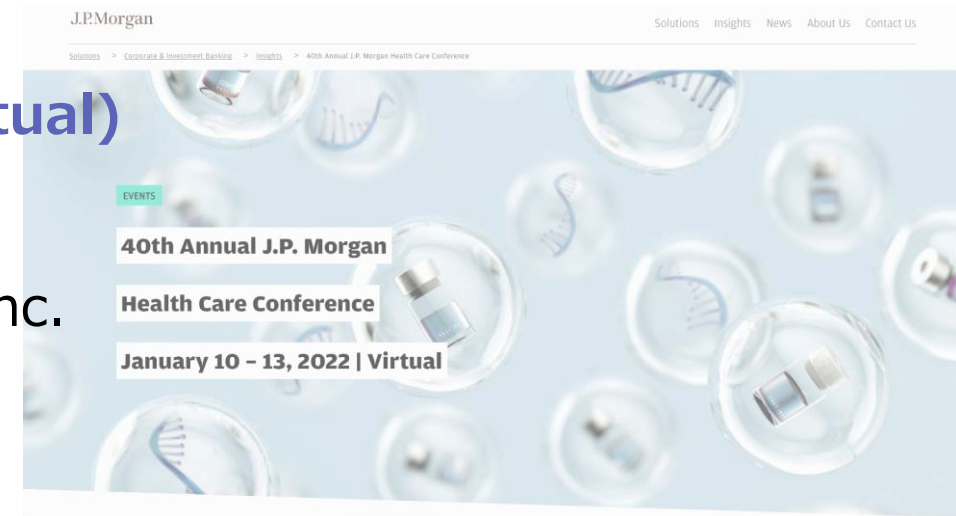 J.P.Morgan
Solutions Insights News About Us Contact Us
Solutions > Corporate & Investment Banking > Insights > 40th Annual J.P. Morgan Health Care Conference
tual)
EVENTS
40th Annual J.P. Morgan
nc.
Health Care Conference
January 10 – 13, 2022 | Virtual